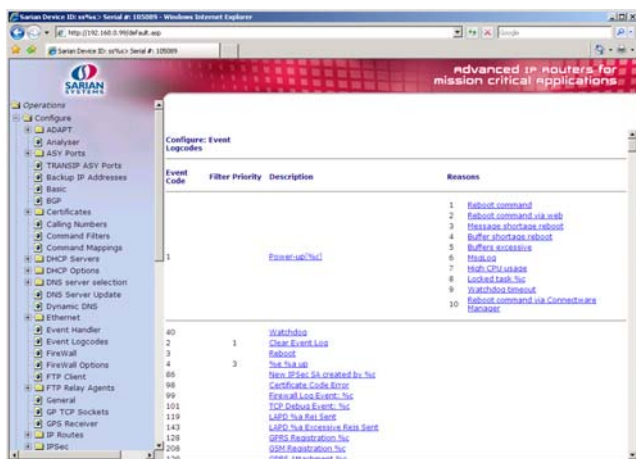 Sarian Device ID: ss%s> Serial #: 105089 - Windows Internet Explorer
http://192.168.0.99/default.asp
Google
Sarian Device ID: ss%s> Serial #: 105089
SARIAN
SYSTEMS
Advanced IP Routers for
mission critical Applications
Operations
Configure
ADAPT
Analyser
ASY Ports
TRANSIP ASY Ports
Backup IP Addresses
Basic
BGP
Certificates
Calling Numbers
Command Filters
Command Mappings
DHCP Servers
DHCP Options
DNS server selection
DNS Server Update
Dynamic DNS
Ethernet
Event Handler
Event Logcodes
FireWall
FireWall Options
FTP Client
FTP Relay Agents
General
GP TCP Sockets
GPS Receiver
IP Routes
IPSec
Configure: Event
Logcodes
Event
Code Filter Priority Description Reasons
1 Power-up[%c]
1 Reboot command
2 Reboot command via web
3 Message shortage reboot
4 Buffer shortage reboot
5 Buffers excessive
6 MsgLog
7 High CPU usage
8 Locked task %c
9 Watchdog timeout
10 Reboot command via Connectware
Manager
40 Watchdog
2 1 Clear Event Log
3 Reboot
4 3 %e %a up
86 New IPSec SA created by %c
98 Certificate Code Error
99 Firewall Log Event: %c
101 TCP Debug Event: %c
119 LAPD %a Rej Sent
143 LAPD %a Excessive Rejs Sent
128 GPRS Registration %c
208 GSM Registration %c
GPRS Attachment %c